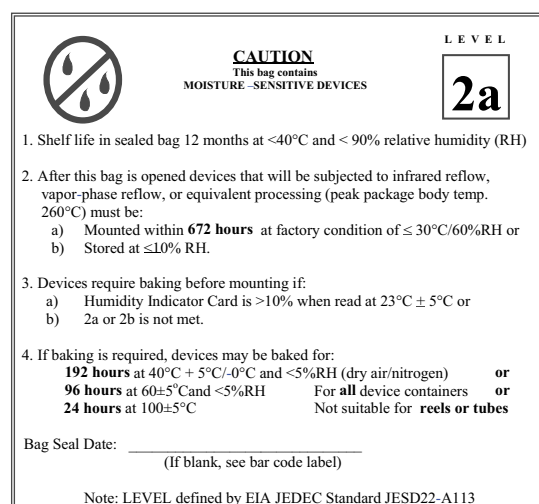 LEVEL
CAUTION
This bag contains
MOISTURE –SENSITIVE DEVICES
2a
1. Shelf life in sealed bag 12 months at <40°C and < 90% relative humidity (RH)
2. After this bag is opened devices that will be subjected to infrared reflow,
vapor-phase reflow, or equivalent processing (peak package body temp.
260°C) must be:
a) Mounted within 672 hours at factory condition of ≤ 30°C/60%RH or
b) Stored at ≤10% RH.
3. Devices require baking before mounting if:
a) Humidity Indicator Card is >10% when read at 23°C ± 5°C or
b) 2a or 2b is not met.
4. If baking is required, devices may be baked for:
192 hours at 40°C + 5°C/-0°C and <5%RH (dry air/nitrogen) or
96 hours at 60±5°Cand <5%RH For all device containers or
24 hours at 100±5°C Not suitable for reels or tubes
Bag Seal Date: ______________________________
(If blank, see bar code label)
Note: LEVEL defined by EIA JEDEC Standard JESD22-A113